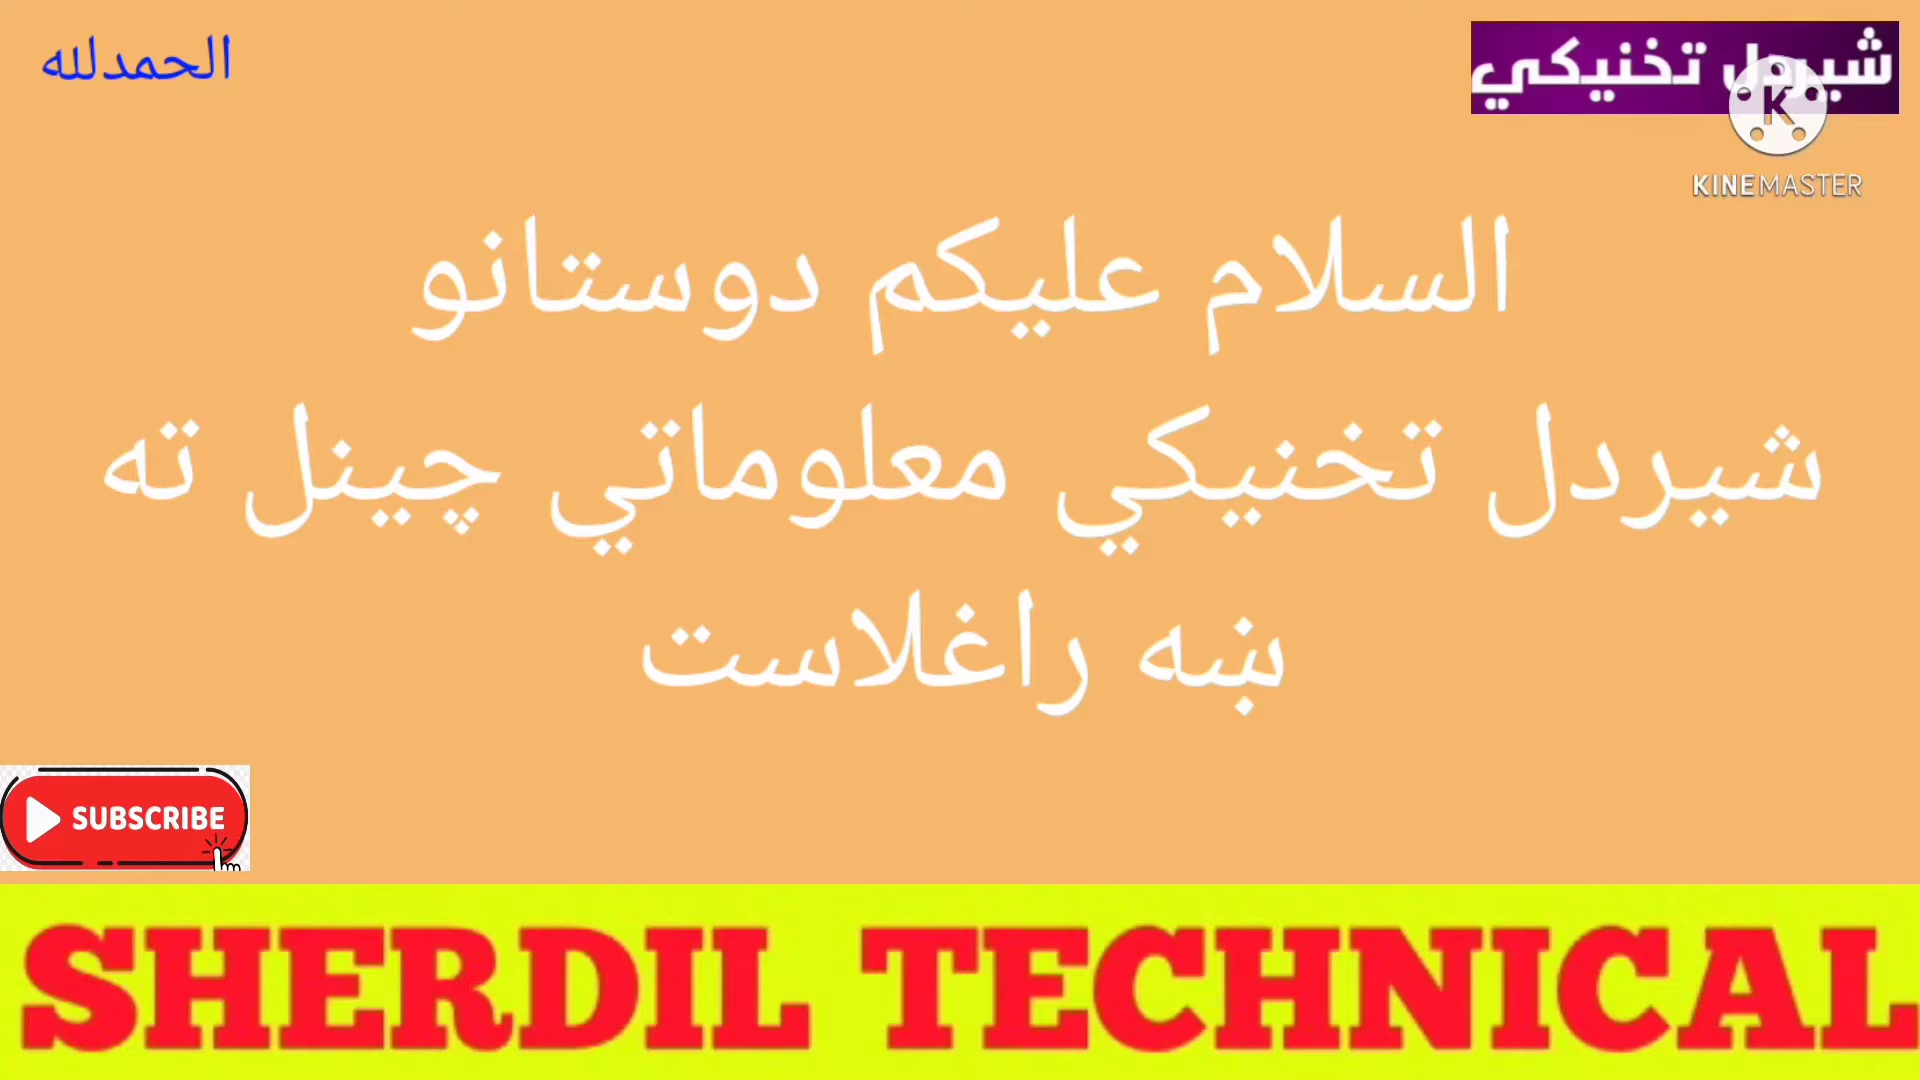 الحمدلله
شیردل تخنیکي
KINEMASTER
السلام علیکم دوستانو
شیردل تخنیکي معلوماتي چینل ته
ښه راغلاست
SUBSCRIBE
SHERDIL TECHNICAL